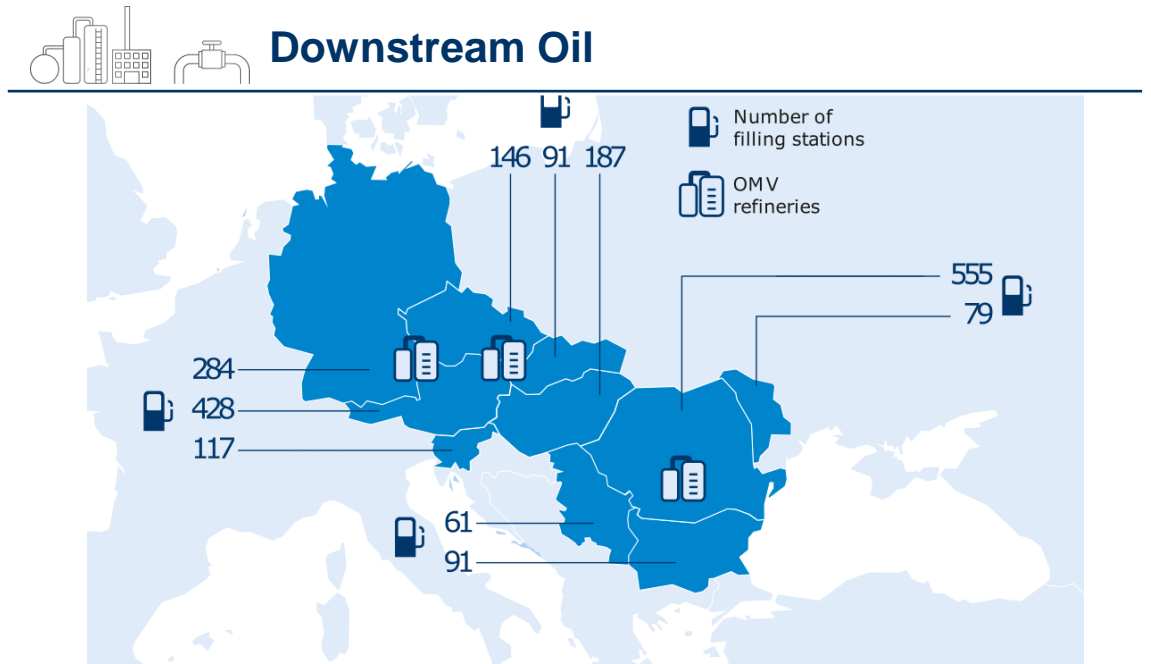 Downstream Oil
Number of
filling stations
146 91 187
OMV
refineries
555
79
284
428
117
61
91